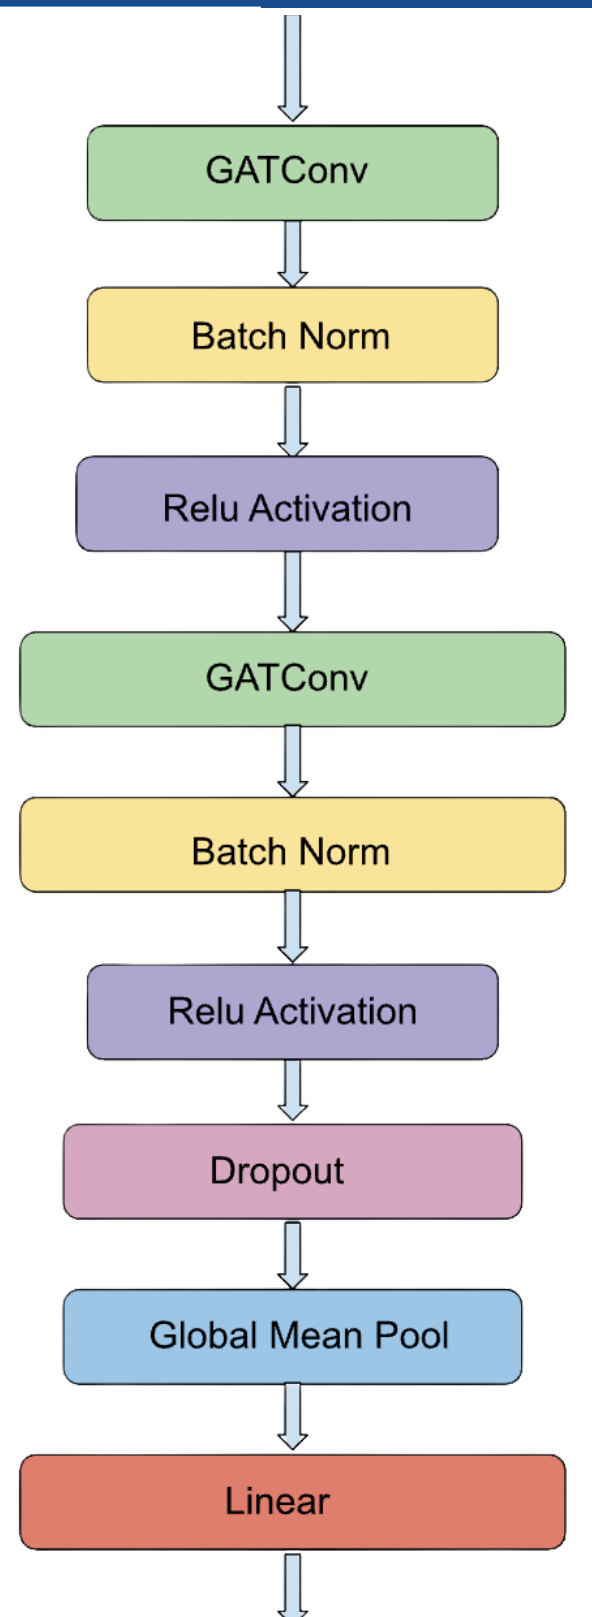 GATConv
Batch Norm
Relu Activation
GATConv
Batch Norm
Relu Activation
Dropout
Global Mean Pool
Linear